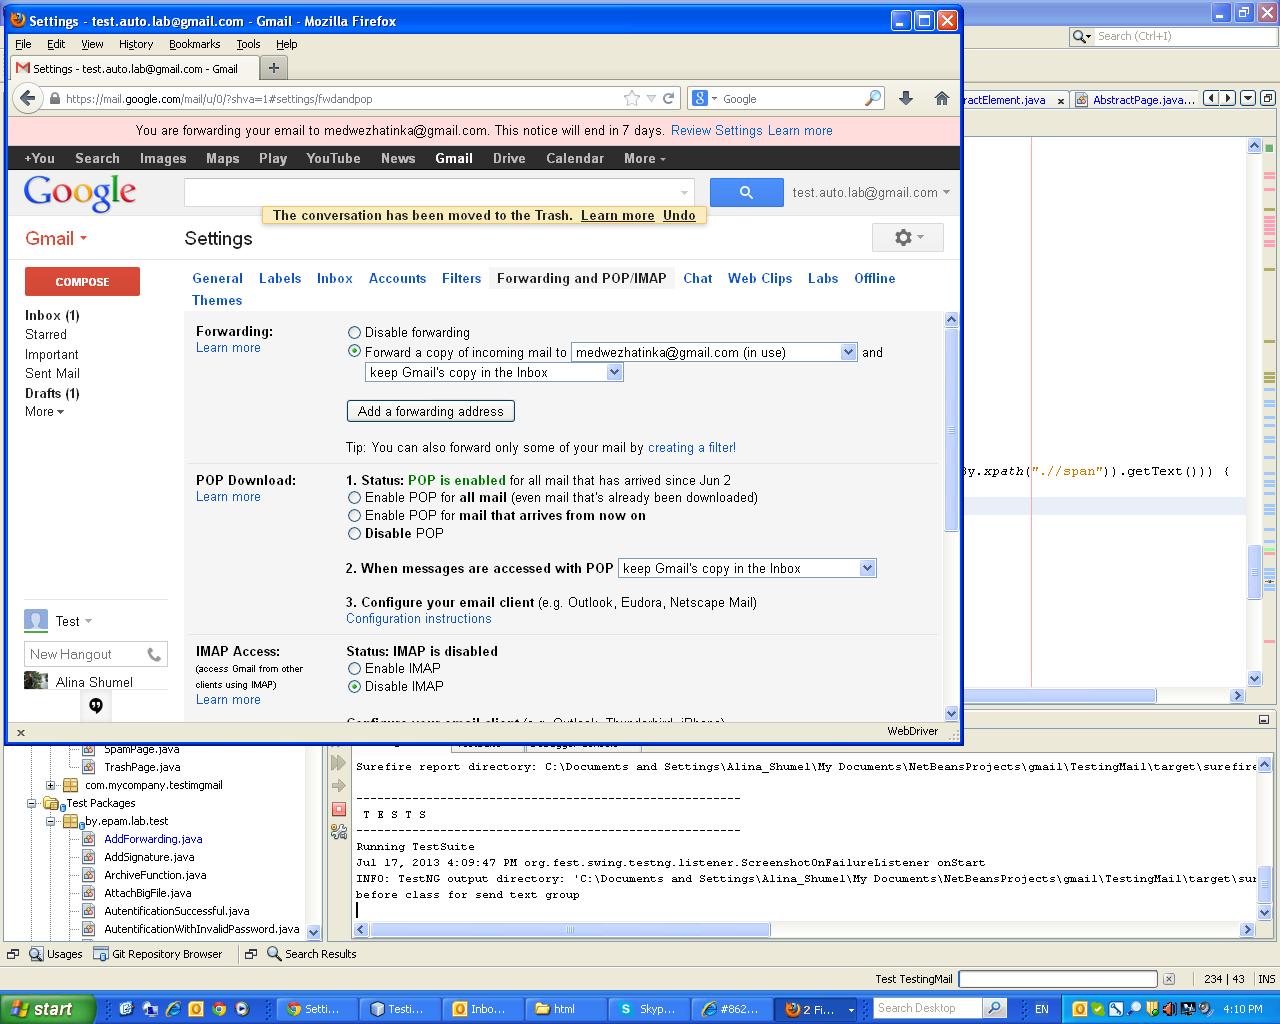 Settings - test.auto.lab@gmail.com - Gmail - Mozilla Firefox
File Edit View History Bookmarks Tools Help
Settings - test.auto.lab@gmail.com - Gmail
https://mail.google.com/mail/u/0/?shva=1#settings/fwdandpop
Google
Search (Ctrl+I)
ractElement.java
AbstractPage.java...
You are forwarding your email to medwezhatinka@gmail.com. This notice will end in 7 days. Review Settings Learn more
+You Search Images Maps Play YouTube News Gmail Drive Calendar More
Google
test.auto.lab@gmail.com
The conversation has been moved to the Trash. Learn more Undo
Gmail
Settings
COMPOSE
Inbox (1)
Starred
Important
Sent Mail
Drafts (1)
More
General Labels Inbox Accounts Filters Forwarding and POP/IMAP Chat Web Clips Labs Offline
Themes
Forwarding:
Learn more
Disable forwarding
Forward a copy of incoming mail to medwezhatinka@gmail.com (in use) and
keep Gmail's copy in the Inbox
Add a forwarding address
Tip: You can also forward only some of your mail by creating a filter!
POP Download:
Learn more
1. Status: POP is enabled for all mail that has arrived since Jun 2
Enable POP for all mail (even mail that's already been downloaded)
Enable POP for mail that arrives from now on
Disable POP
2. When messages are accessed with POP keep Gmail's copy in the Inbox
3. Configure your email client (e.g. Outlook, Eudora, Netscape Mail)
Configuration instructions
IMAP Access:
(access Gmail from other
clients using IMAP)
Learn more
Status: IMAP is disabled
Enable IMAP
Disable IMAP
Configure your email client (e.g. Outlook, Thunderbird, iPhone)
Test
New Hangout
Alina Shumel
WebDriver
y.xpath(".//span")).getText())) {
SpamPage.java
TrashPage.java
com.mycompany.testimgmail
Test Packages
by.epam.lab.test
AddForwarding.java
AddSignature.java
ArchiveFunction.java
AttachBigFile.java
AutentificationSuccessful.java
AutentificationWithInvalidPassword.java
Surefire report directory: C:\Documents and Settings\Alina_Shumel\My Documents\NetBeansProjects\gmail\TestingMail\target\surefire
-------------------------------------------------------
T E S T S
-------------------------------------------------------
Running TestSuite
Jul 17, 2013 4:09:47 PM org.fest.swing.testng.listener.ScreenshotOnFailureListener onStart
INFO: TestNG output directory: 'C:\Documents and Settings\Alina_Shumel\My Documents\NetBeansProjects\gmail\TestingMail\target\sur
before class for send text group
Usages Git Repository Browser Search Results
Test TestingMail 234 | 43 INS
start Setti... Testi... Inbo... html Skyp... #862... 2 Fi... Search Desktop EN 4:10 PM